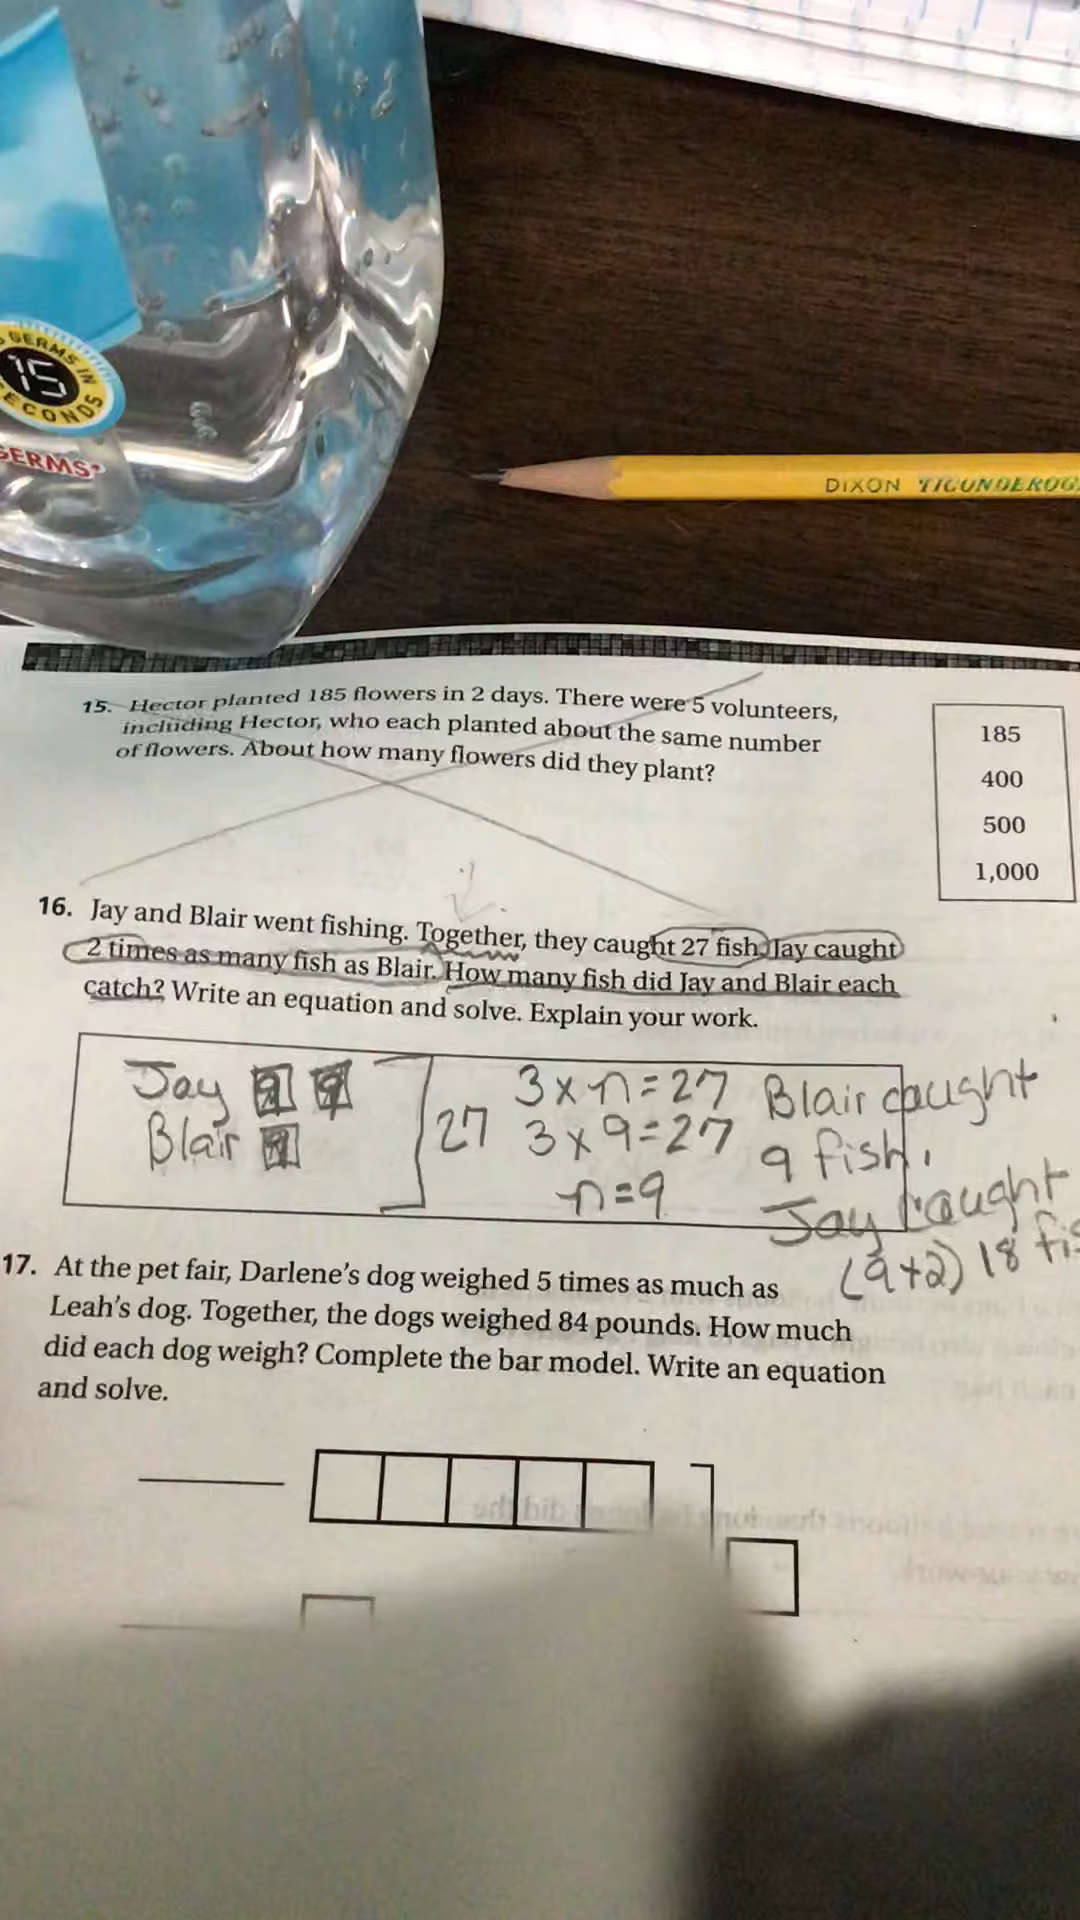 GERMS IN
15
SECONDS
GERMS•
DIXON TICONDEROGA
15. Hector planted 185 flowers in 2 days. There were 5 volunteers,
including Hector, who each planted about the same number
of flowers. About how many flowers did they plant?
185
400
500
1,000
16. Jay and Blair went fishing. Together, they caught 27 fish. Jay caught
2 times as many fish as Blair. How many fish did Jay and Blair each
catch? Write an equation and solve. Explain your work.
Jay 9 9
Blair 9
27
3 x n = 27
3 x 9 = 27
n = 9
Blair caught
9 fish.
Jay caught
(9+2) 18 fis
17. At the pet fair, Darlene's dog weighed 5 times as much as
Leah's dog. Together, the dogs weighed 84 pounds. How much
did each dog weigh? Complete the bar model. Write an equation
and solve.